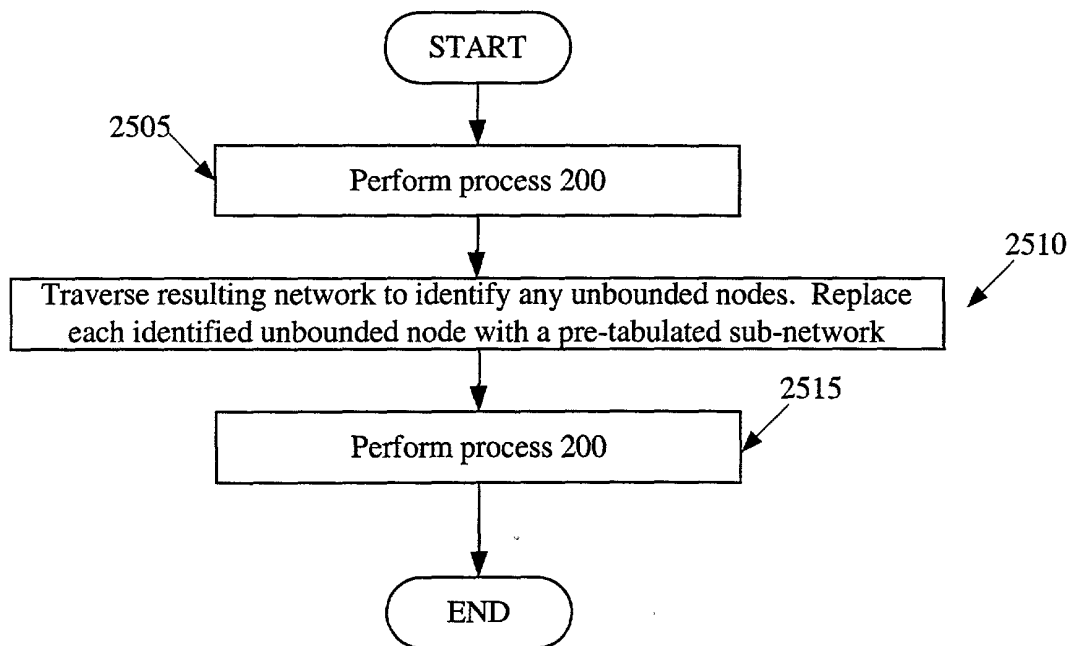 START
2505
Perform process 200
2510
Traverse resulting network to identify any unbounded nodes.  Replace
each identified unbounded node with a pre-tabulated sub-network
2515
Perform process 200
END